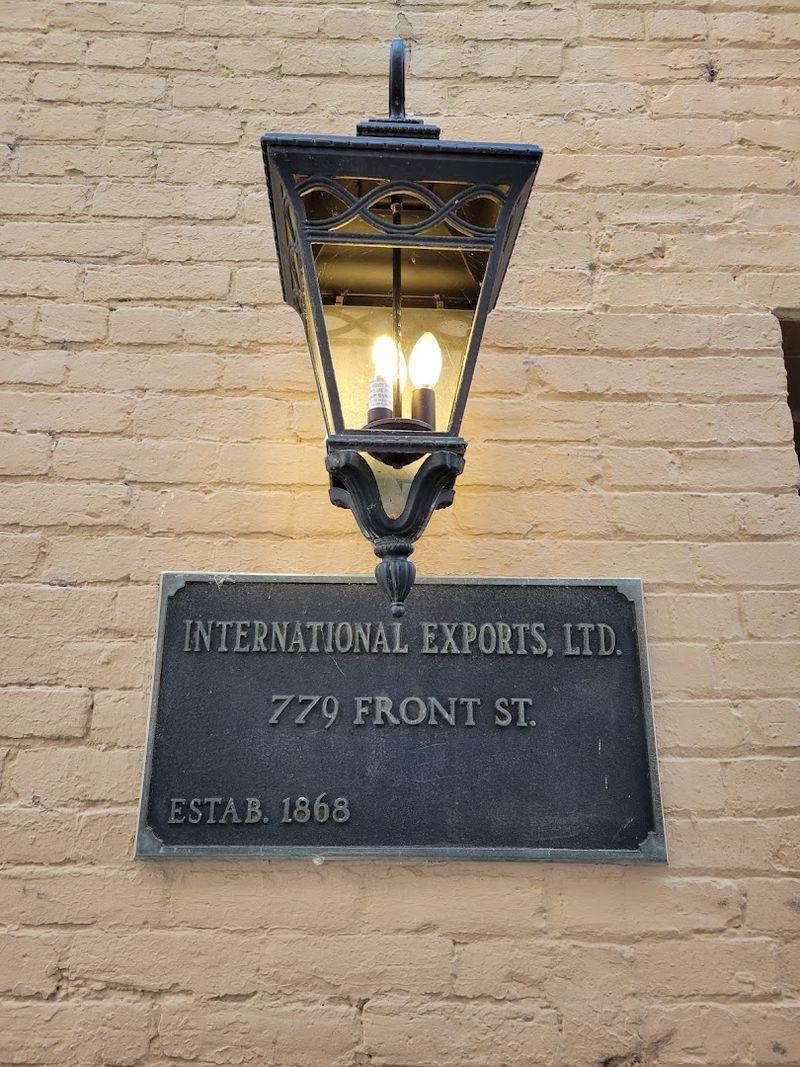 INTERNATIONAL EXPORTS, LTD.
779 FRONT ST.
ESTAB. 1868